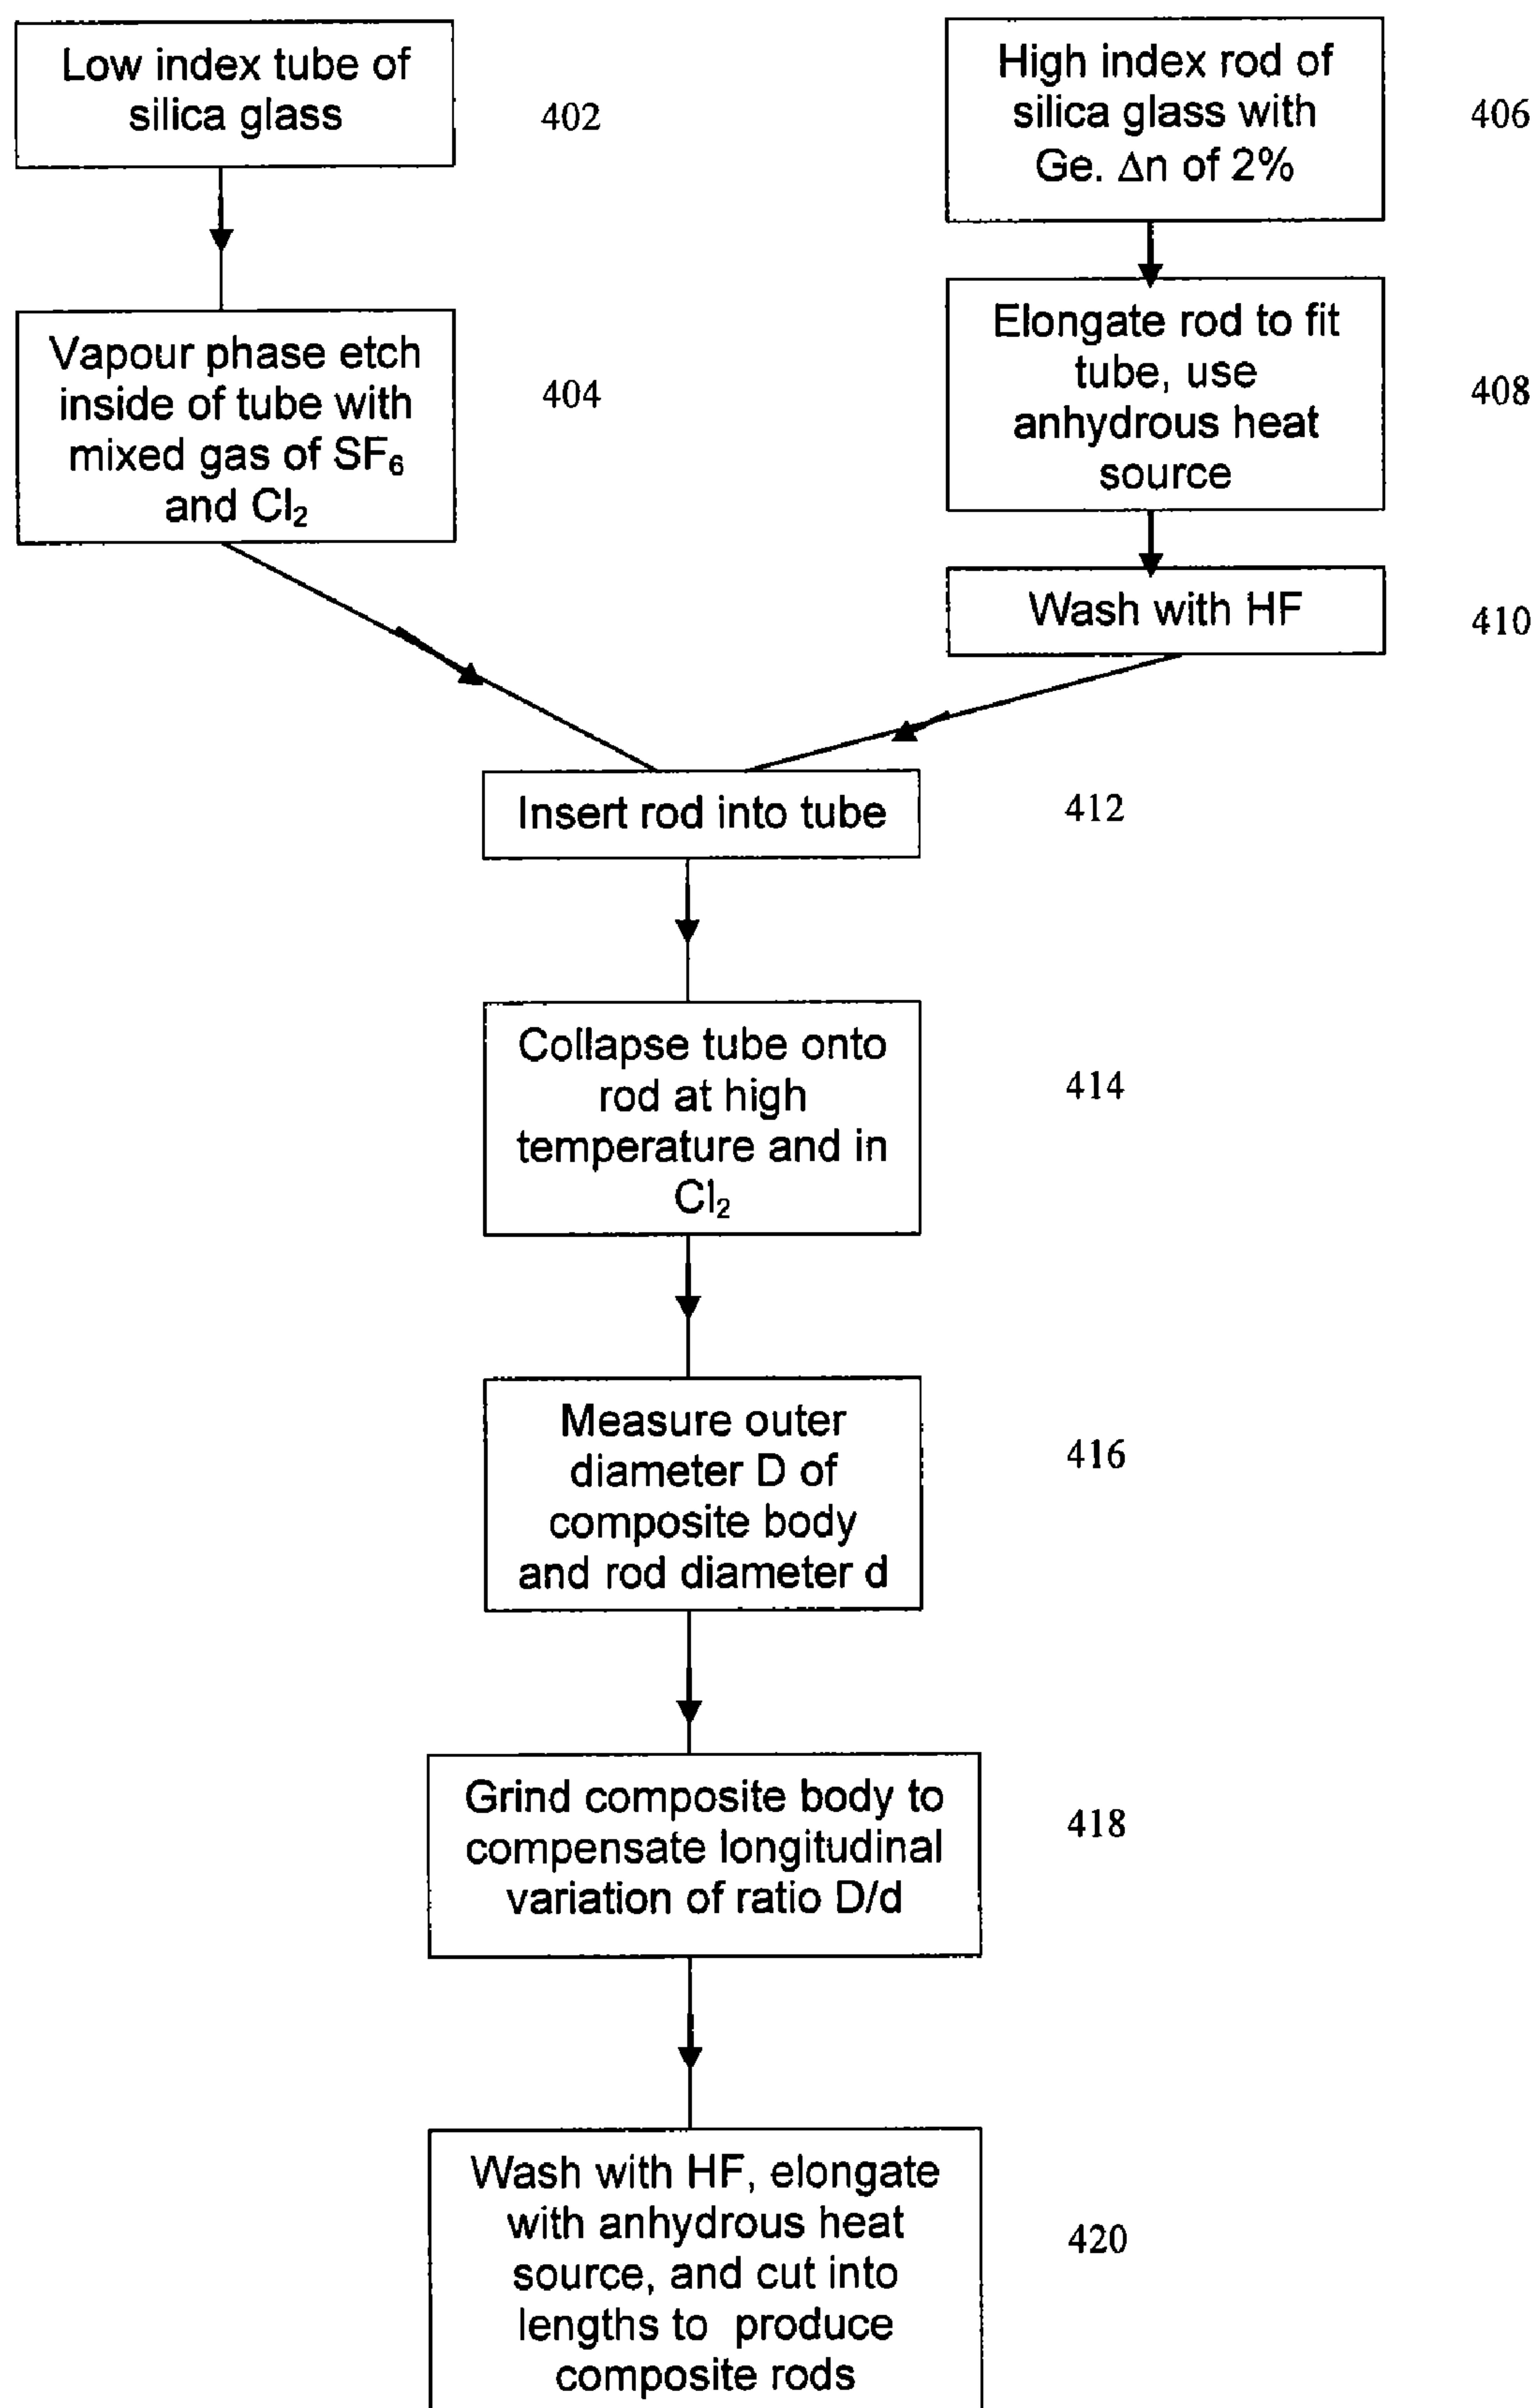 Low index tube of
silica glass
402
Vapour phase etch
inside of tube with
mixed gas of SF₆
and Cl₂
404
High index rod of
silica glass with
Ge. Δn of 2%
406
Elongate rod to fit
tube, use
anhydrous heat
source
408
Wash with HF
410
Insert rod into tube
412
Collapse tube onto
rod at high
temperature and in
Cl₂
414
Measure outer
diameter D of
composite body
and rod diameter d
416
Grind composite body to
compensate longitudinal
variation of ratio D/d
418
Wash with HF, elongate
with anhydrous heat
source, and cut into
lengths to produce
composite rods
420